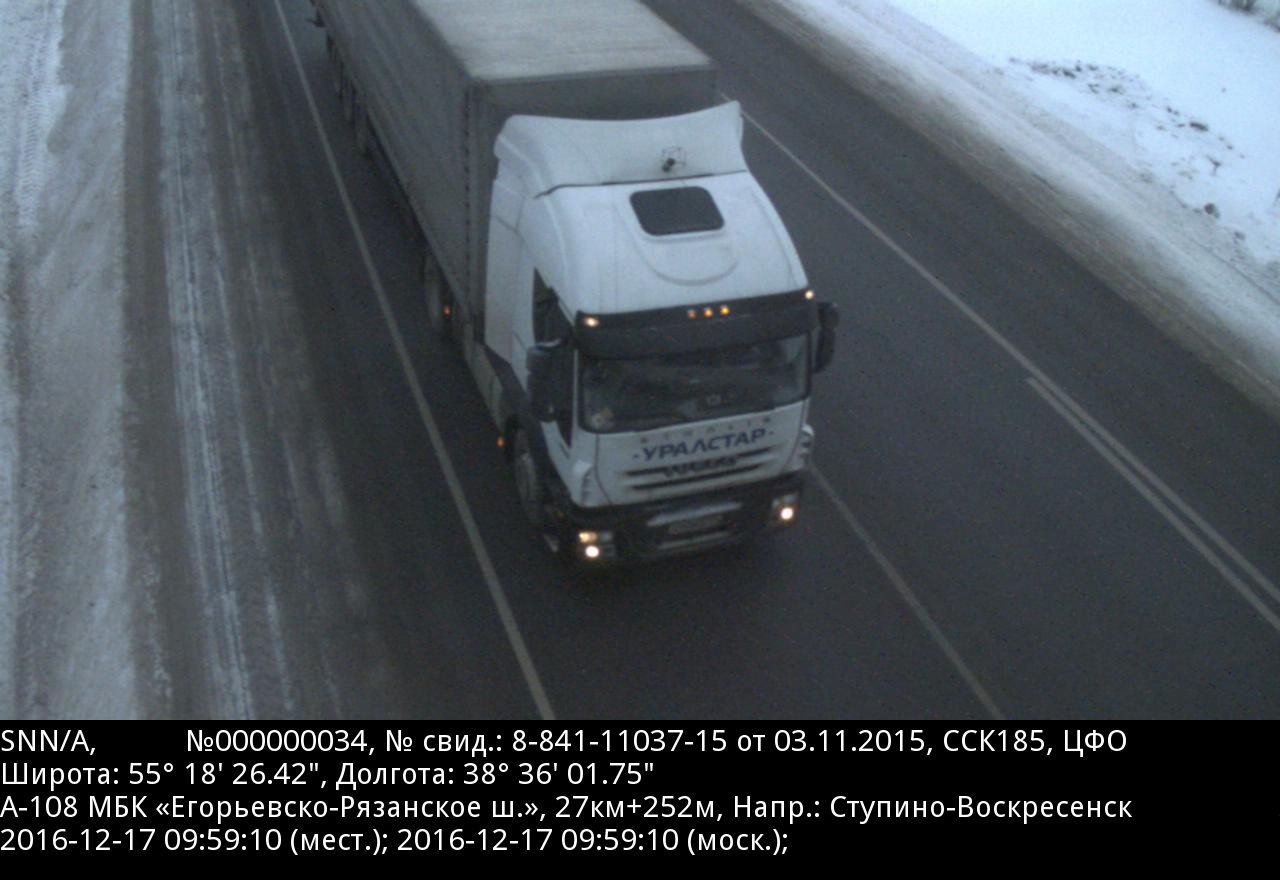 ·УРАЛСТАР·
SNN/A, №000000034, № свид.: 8-841-11037-15 от 03.11.2015, ССК185, ЦФО
Широта: 55° 18' 26.42", Долгота: 38° 36' 01.75"
А-108 МБК «Егорьевско-Рязанское ш.», 27км+252м, Напр.: Ступино-Воскресенск
2016-12-17 09:59:10 (мест.); 2016-12-17 09:59:10 (моск.);